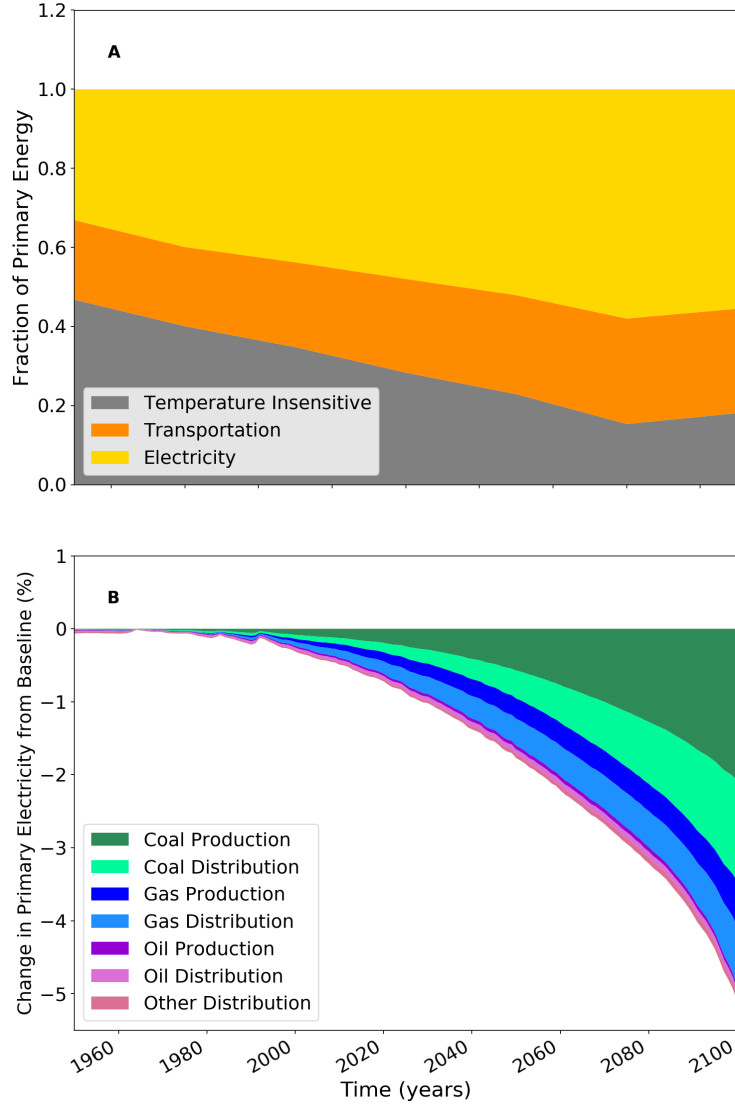 1.2
A
1.0
0.8
0.6
0.4
0.2
0.0
Fraction of Primary Energy
Temperature Insensitive
Transportation
Electricity
1
B
0
−1
−2
−3
−4
−5
Change in Primary Electricity from Baseline (%)
Coal Production
Coal Distribution
Gas Production
Gas Distribution
Oil Production
Oil Distribution
Other Distribution
1960 1980 2000 2020 2040 2060 2080 2100
Time (years)